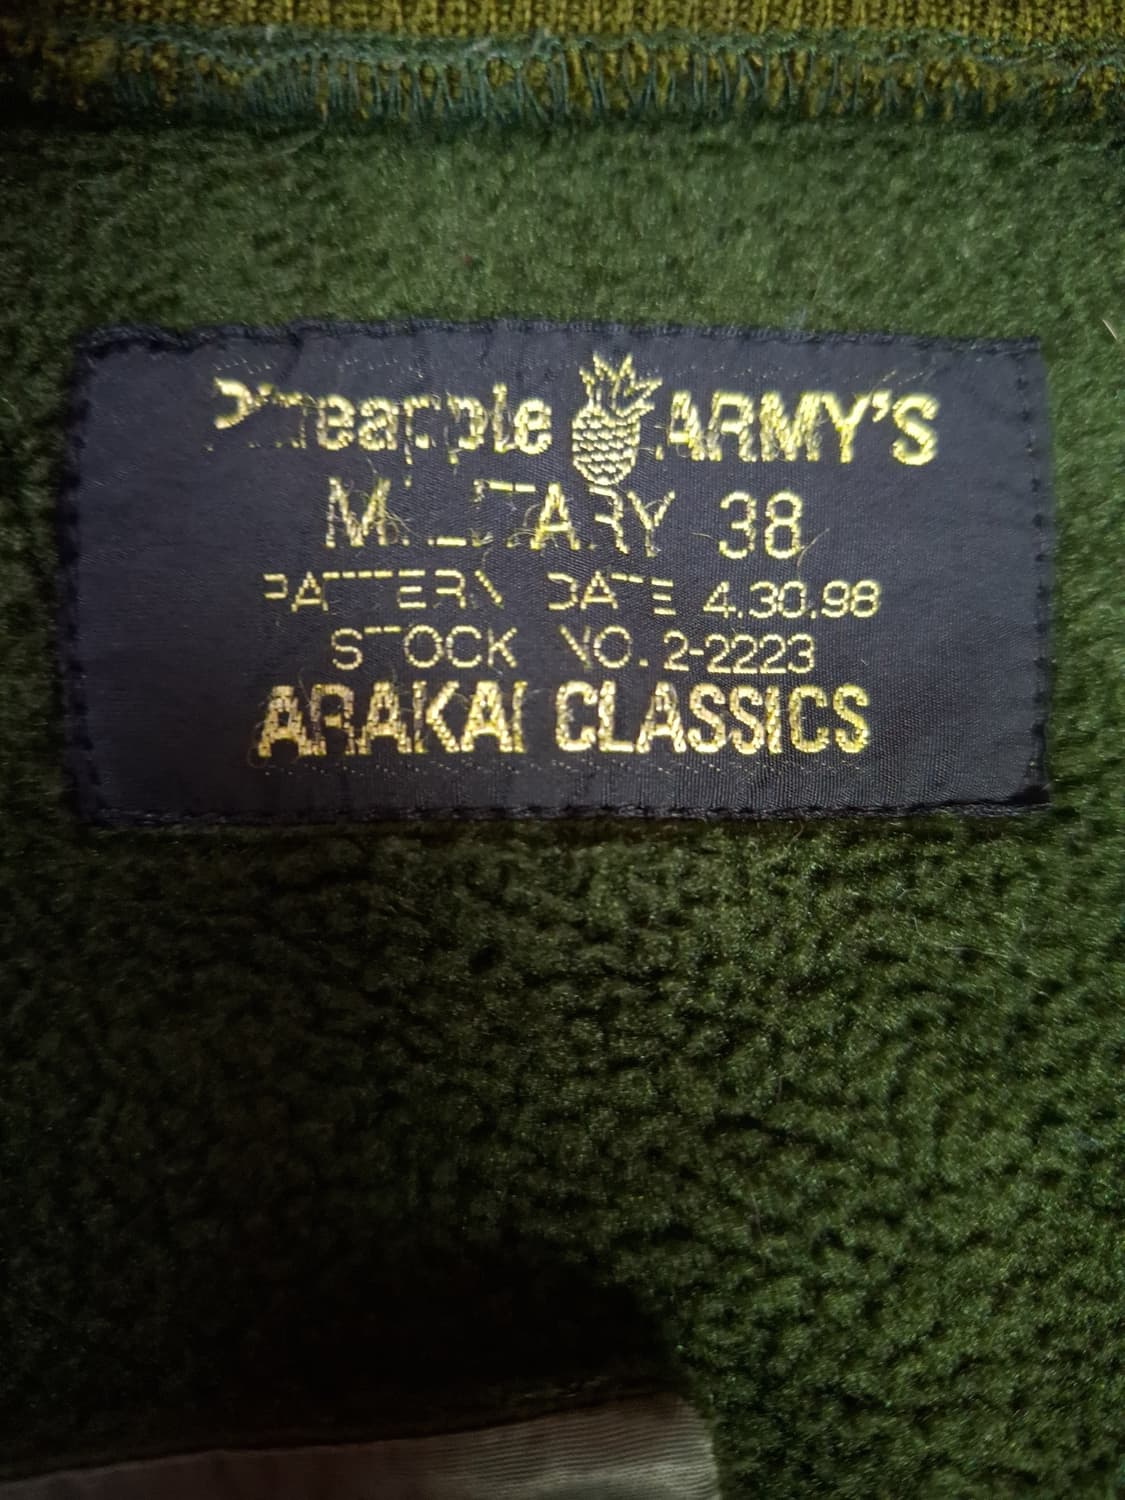 Pineapple ARMY'S
MILITARY 38
PATTERN DATE 4.30.98
STOCK NO. 2-2223
ARAKAI CLASSICS